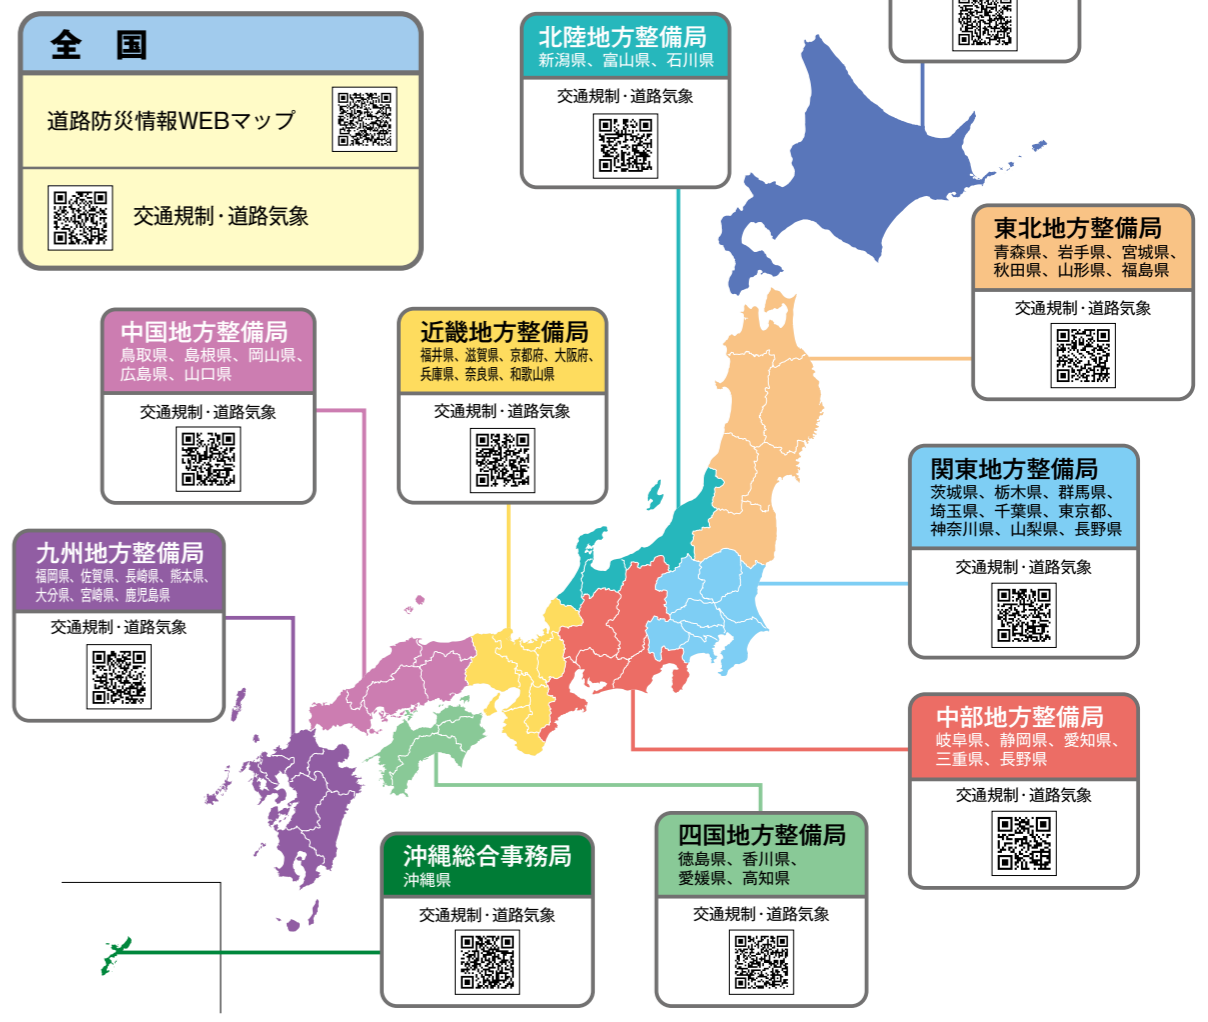 全　国
道路防災情報WEBマップ
交通規制・道路気象
北陸地方整備局
新潟県、富山県、石川県
交通規制・道路気象
東北地方整備局
青森県、岩手県、宮城県、
秋田県、山形県、福島県
交通規制・道路気象
中国地方整備局
鳥取県、島根県、岡山県、
広島県、山口県
交通規制・道路気象
近畿地方整備局
福井県、滋賀県、京都府、大阪府、
兵庫県、奈良県、和歌山県
交通規制・道路気象
関東地方整備局
茨城県、栃木県、群馬県、
埼玉県、千葉県、東京都、
神奈川県、山梨県、長野県
交通規制・道路気象
九州地方整備局
福岡県、佐賀県、長崎県、熊本県、
大分県、宮崎県、鹿児島県
交通規制・道路気象
中部地方整備局
岐阜県、静岡県、愛知県、
三重県、長野県
交通規制・道路気象
四国地方整備局
徳島県、香川県、
愛媛県、高知県
交通規制・道路気象
沖縄総合事務局
沖縄県
交通規制・道路気象